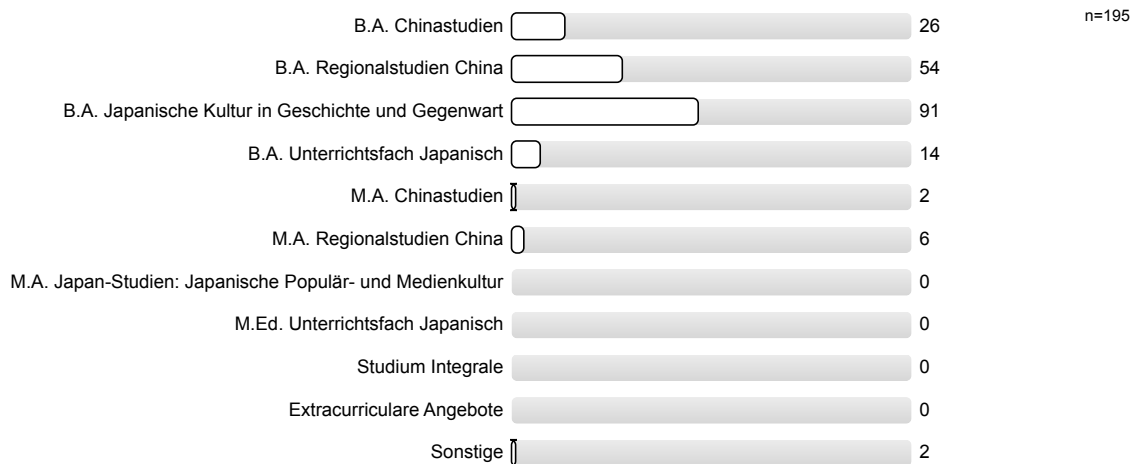 n=195
B.A. Chinastudien 26
B.A. Regionalstudien China 54
B.A. Japanische Kultur in Geschichte und Gegenwart 91
B.A. Unterrichtsfach Japanisch 14
M.A. Chinastudien 2
M.A. Regionalstudien China 6
M.A. Japan-Studien: Japanische Populär- und Medienkultur 0
M.Ed. Unterrichtsfach Japanisch 0
Studium Integrale 0
Extracurriculare Angebote 0
Sonstige 2